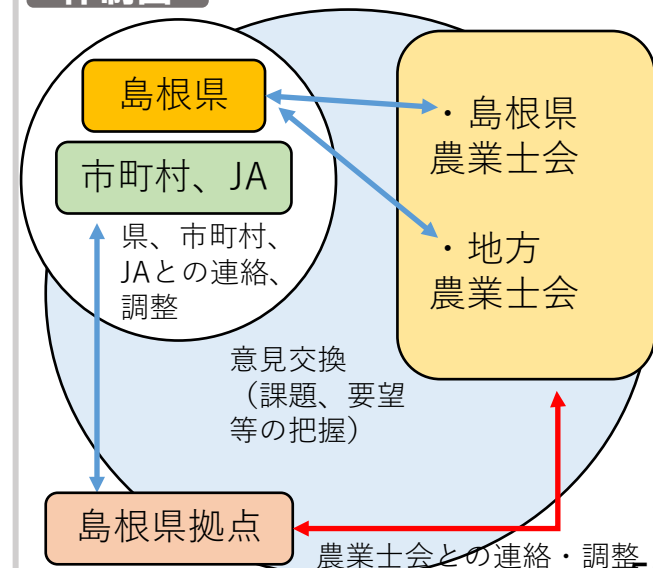 島根県
市町村、JA
県、市町村、
JAとの連絡、
調整
・島根県
農業士会
・地方
農業士会
意見交換
（課題、要望
等の把握）
島根県拠点
農業士会との連絡・調整